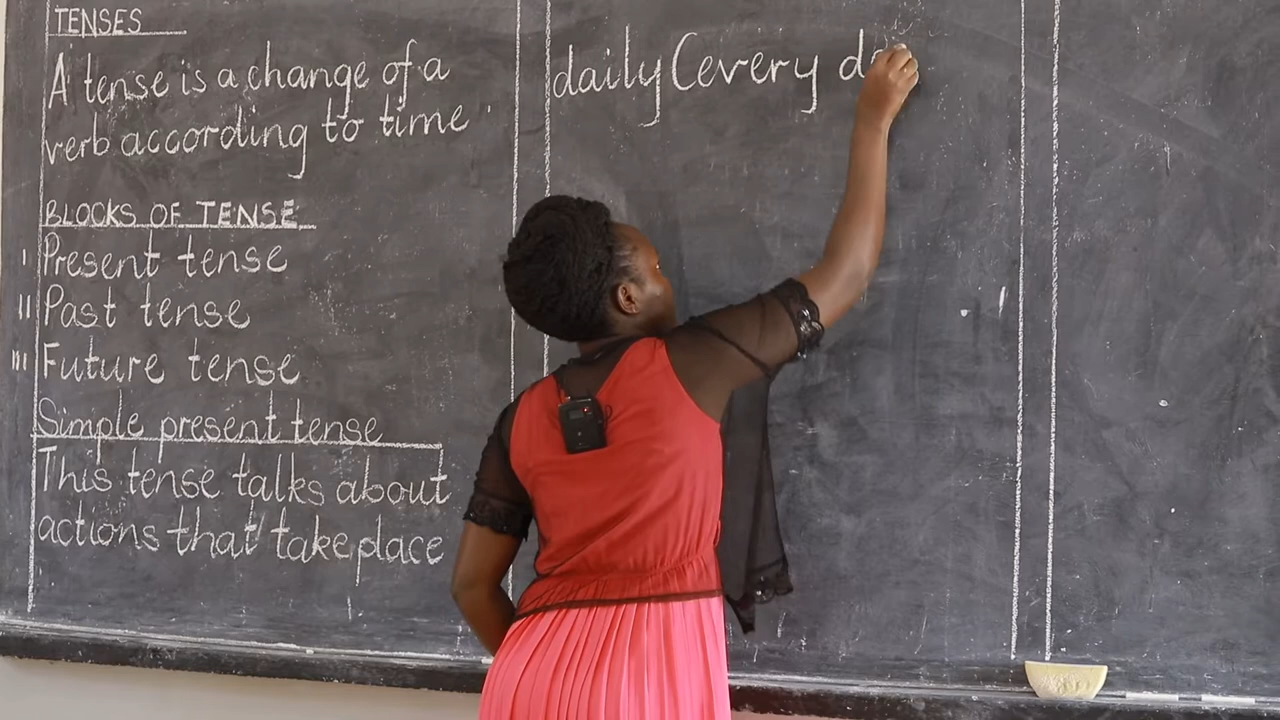 TENSES
A tense is a change of a
verb according to time
BLOCKS OF TENSE
I Present tense
II Past tense
III Future tense
Simple present tense
This tense talks about
actions that take place
daily (every da